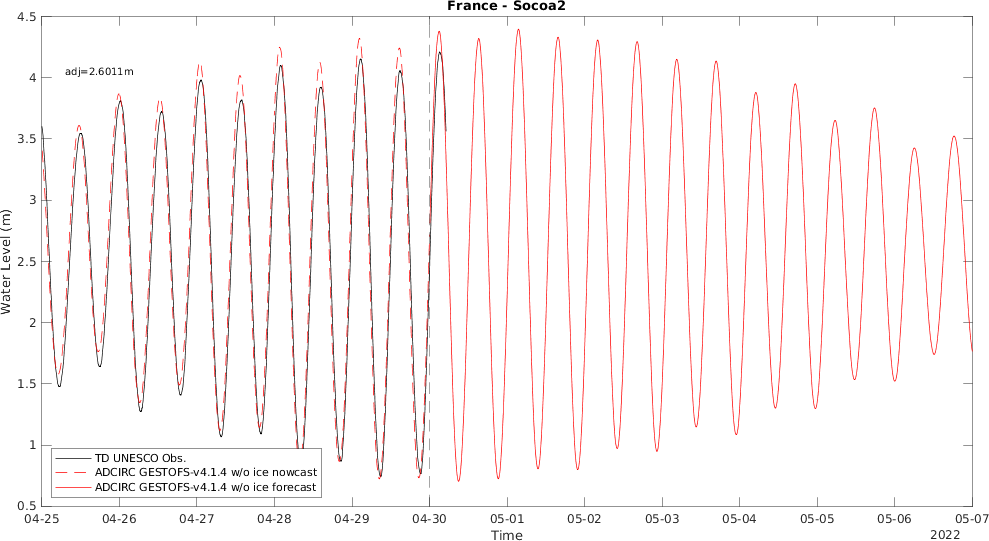 France - Socoa2
4.5
4
3.5
3
2.5
2
1.5
1
0.5
Water Level (m)
adj=2.6011m
TD UNESCO Obs.
ADCIRC GESTOFS-v4.1.4 w/o ice nowcast
ADCIRC GESTOFS-v4.1.4 w/o ice forecast
04-25 04-26 04-27 04-28 04-29 04-30 05-01 05-02 05-03 05-04 05-05 05-06 05-07
Time
2022